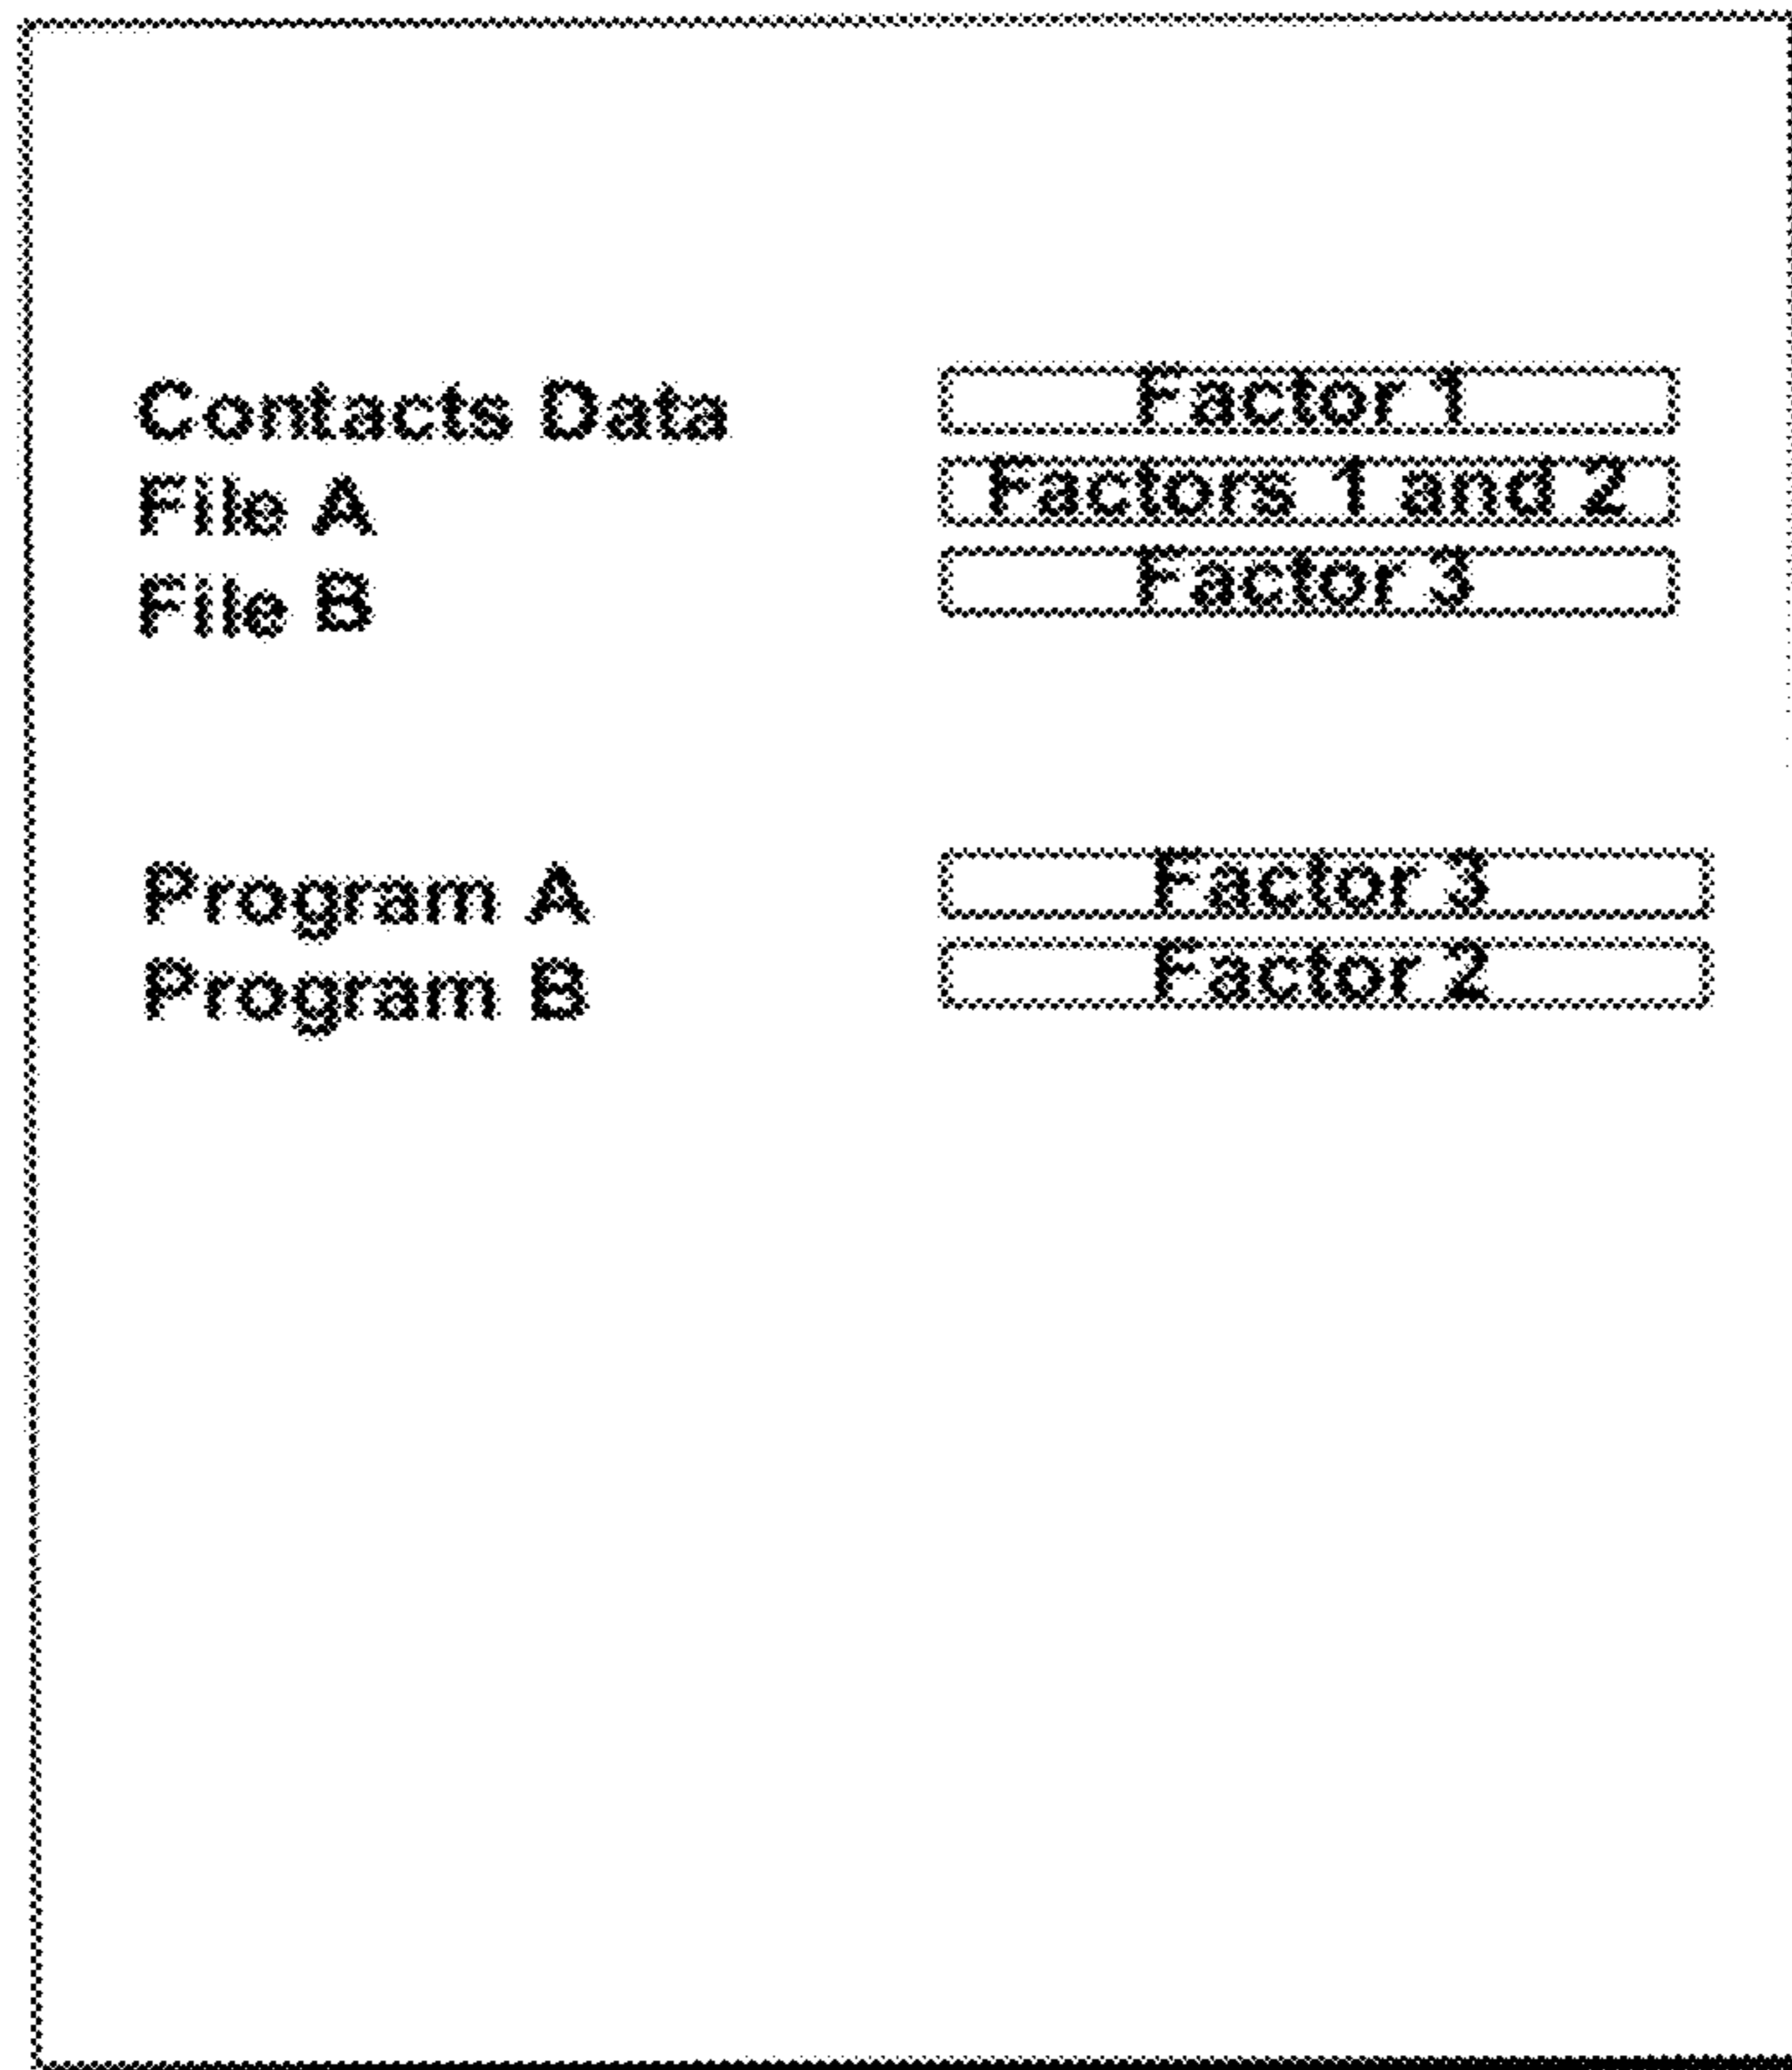 Contacts Data Factor 1
File A Factors 1 and 2
File B Factor 3
Program A Factor 3
Program B Factor 2